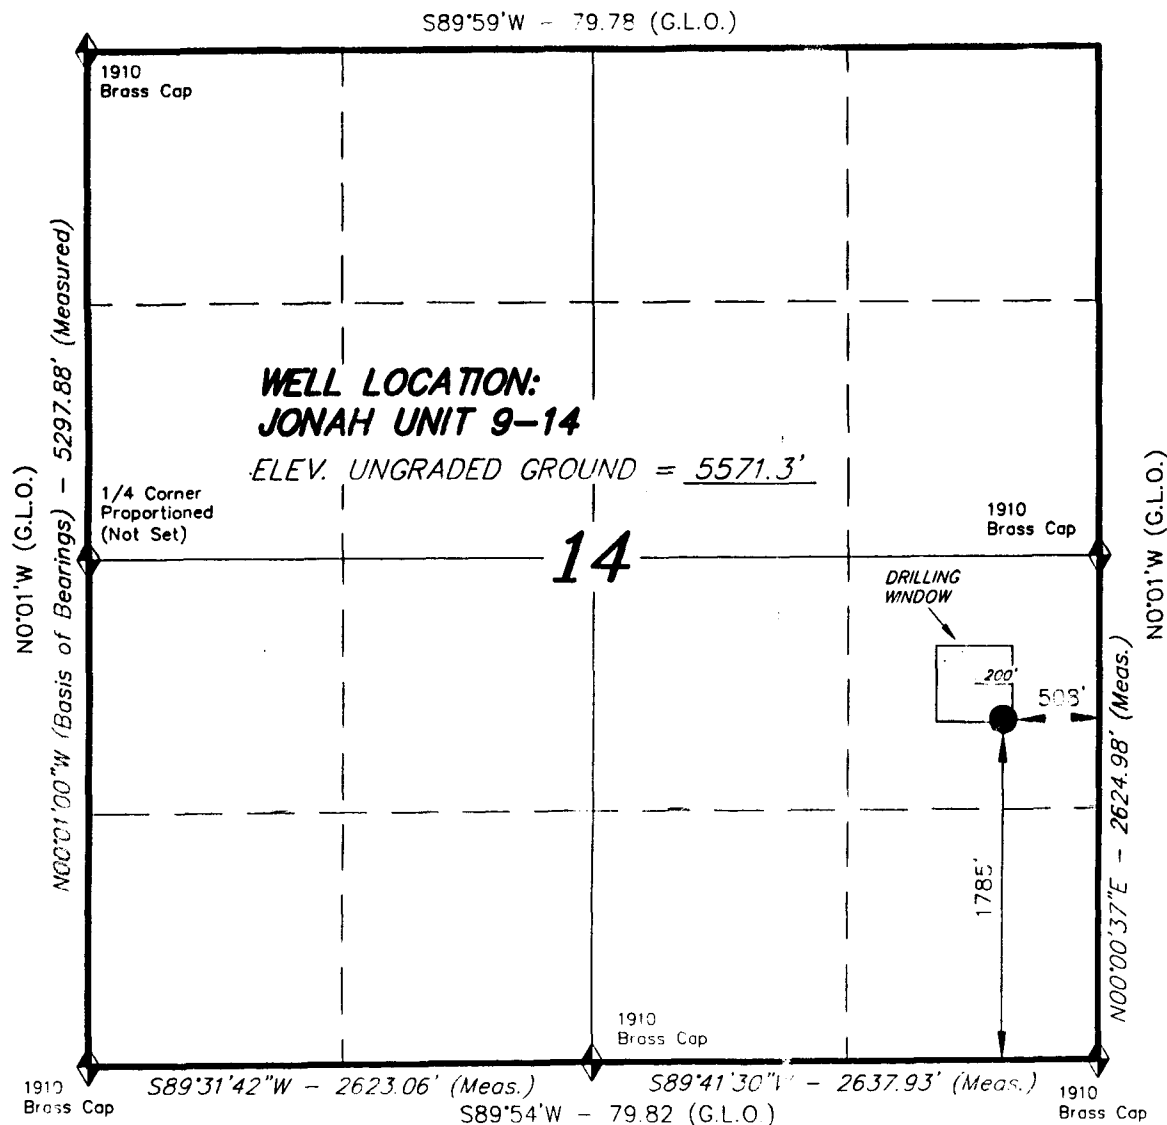 S89°59'W - 79.78 (G.L.O.)
1910
Brass Cap
N00°01'00"W (Basis of Bearings) - 5297.88' (Measured)
N0°01'W (G.L.O.)
WELL LOCATION:
JONAH UNIT 9-14
ELEV. UNGRADED GROUND = 5571.3'
1/4 Corner
Proportioned
(Not Set)
14
1910
Brass Cap
N0°01'W (G.L.O.)
DRILLING
WINDOW
200'
508'
1785'
N00°00'37"E - 2624.98' (Meas.)
1910
Brass Cap
1910
Brass Cap
S89°31'42"W - 2623.06' (Meas.)
S89°41'30"W - 2637.93' (Meas.)
1910
Brass Cap
S89°54'W - 79.82 (G.L.O.)